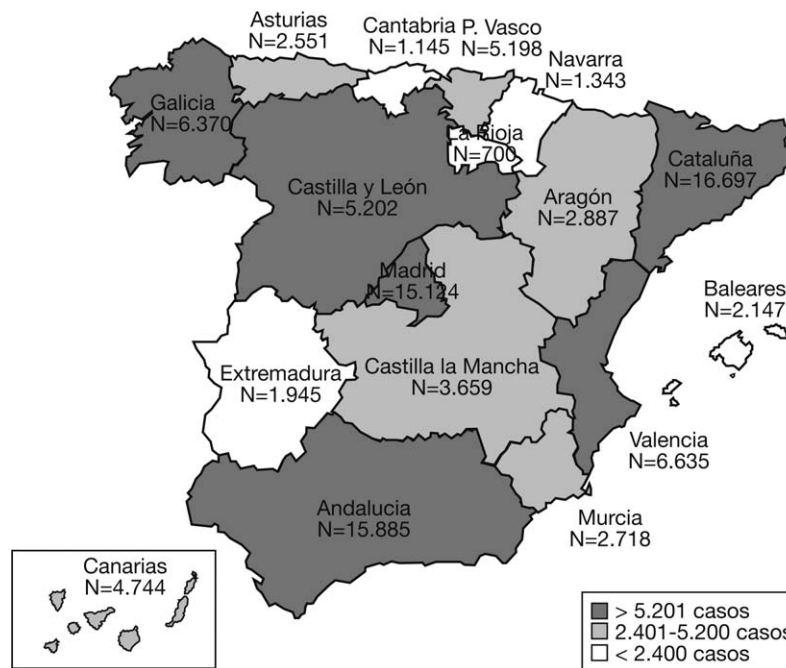 Asturias
N=2.551
Cantabria
N=1.145
P. Vasco
N=5.198
Navarra
N=1.343
Galicia
N=6.370
La Rioja
N=700
Cataluña
N=16.697
Castilla y León
N=5.202
Aragón
N=2.887
Madrid
N=15.124
Baleares
N=2.147
Extremadura
N=1.945
Castilla la Mancha
N=3.659
Valencia
N=6.635
Andalucia
N=15.885
Murcia
N=2.718
Canarias
N=4.744
> 5.201 casos
2.401-5.200 casos
< 2.400 casos